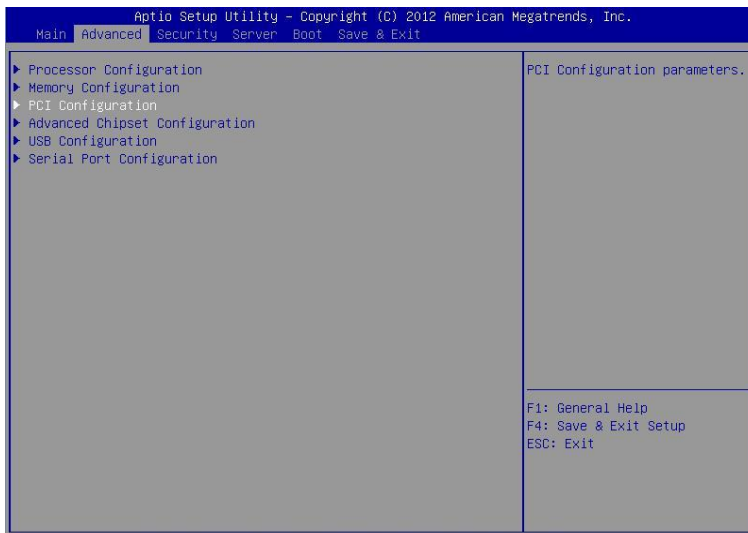 Aptio Setup Utility – Copyright (C) 2012 American Megatrends, Inc.
Main Advanced Security Server Boot Save & Exit
▶ Processor Configuration
▶ Memory Configuration
▶ PCI Configuration
▶ Advanced Chipset Configuration
▶ USB Configuration
▶ Serial Port Configuration
PCI Configuration parameters.
F1: General Help
F4: Save & Exit Setup
ESC: Exit